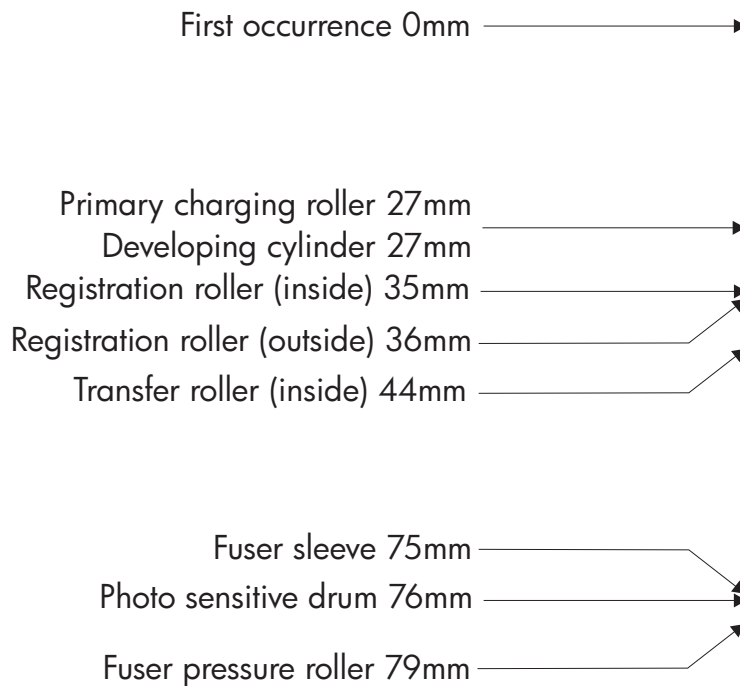 First occurrence 0mm
Primary charging roller 27mm
Developing cylinder 27mm
Registration roller (inside) 35mm
Registration roller (outside) 36mm
Transfer roller (inside) 44mm
Fuser sleeve 75mm
Photo sensitive drum 76mm
Fuser pressure roller 79mm